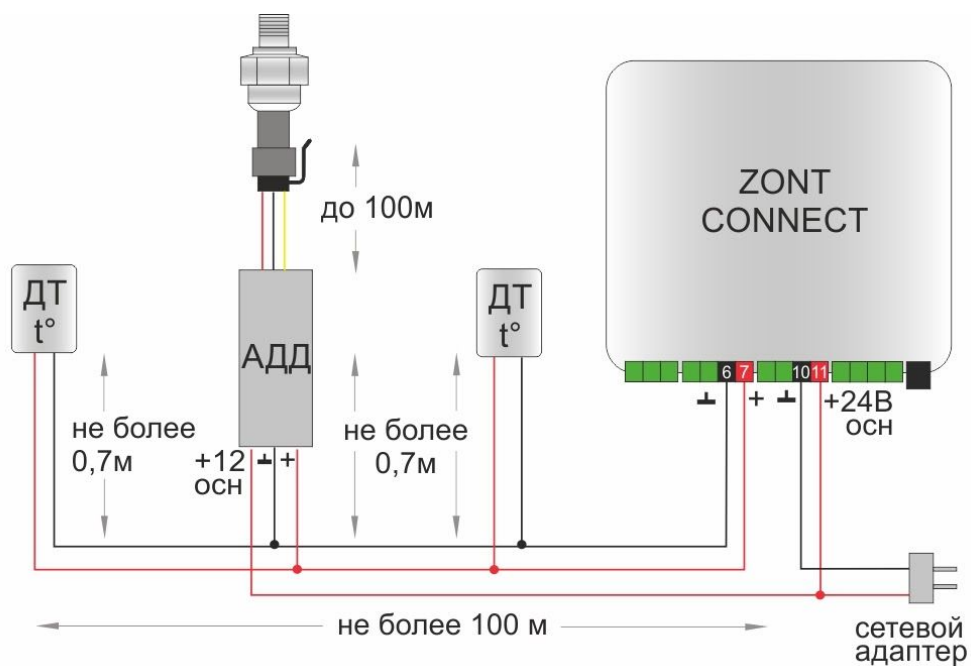 до 100м
ZONT
CONNECT
ДТ
t°
АДД
ДТ
t°
6
7
10
11
+
+24В
осн
не более
0,7м
+12
осн
+
не более
0,7м
не более 100 м
сетевой
адаптер